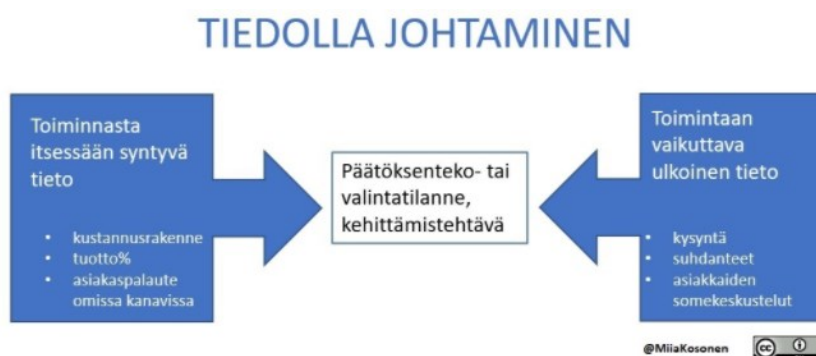 TIEDOLLA JOHTAMINEN
Toiminnasta
itsessään syntyvä
tieto
• kustannusrakenne
• tuotto%
• asiakaspalaute
omissa kanavissa
Päätöksenteko- tai
valintatilanne,
kehittämistehtävä
Toimintaan
vaikuttava
ulkoinen tieto
• kysyntä
• suhdanteet
• asiakkaiden
somekeskustelut
@MiiaKosonen
cc